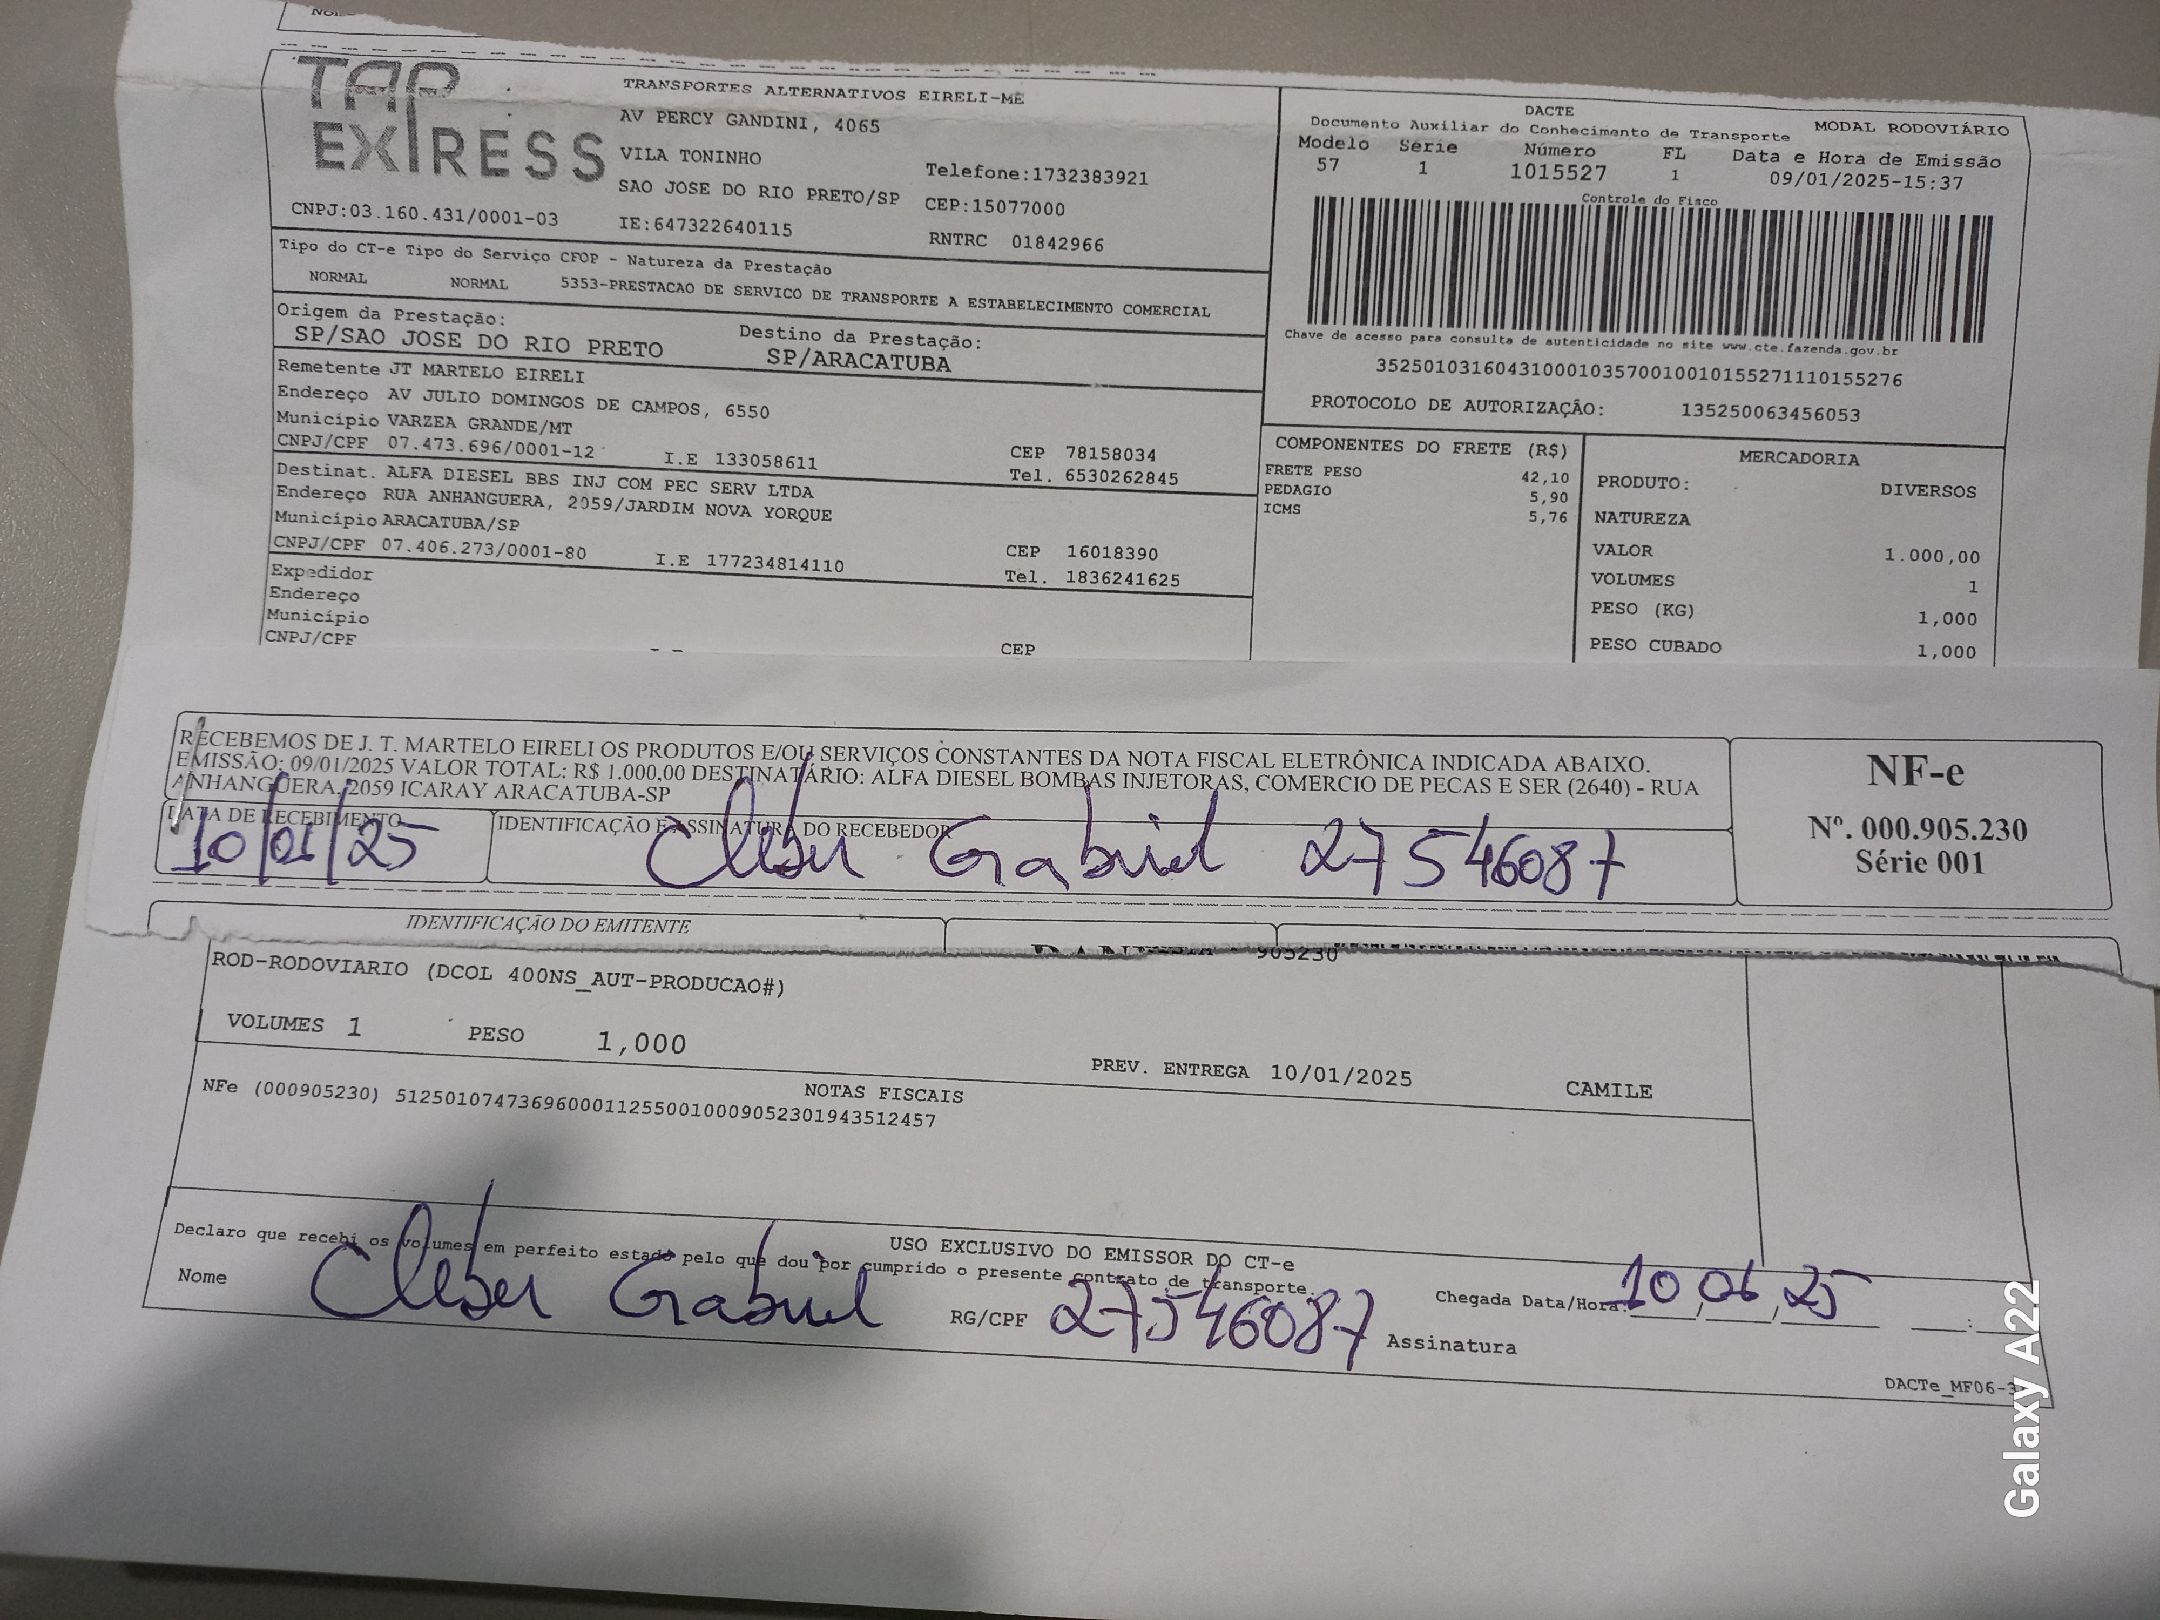 TAP
EXPRESS
TRANSPORTES ALTERNATIVOS EIRELI-ME
AV PERCY GANDINI, 4065
VILA TONINHO Telefone:1732383921
SAO JOSE DO RIO PRETO/SP CEP:15077000
CNPJ:03.160.431/0001-03 IE:647322640115 RNTRC 01842966
DACTE
Documento Auxiliar do Conhecimento de Transporte MODAL RODOVIÁRIO
Modelo Série Número FL Data e Hora de Emissão
57 1 1015527 1 09/01/2025-15:37
Controle do Fisco
Chave de acesso para consulta de autenticidade no site www.cte.fazenda.gov.br
35250103160431000103570010010155271110155276
PROTOCOLO DE AUTORIZAÇÃO: 135250063456053
Tipo do CT-e Tipo do Serviço CFOP - Natureza da Prestação
NORMAL NORMAL 5353-PRESTACAO DE SERVICO DE TRANSPORTE A ESTABELECIMENTO COMERCIAL
Origem da Prestação: Destino da Prestação:
SP/SAO JOSE DO RIO PRETO SP/ARACATUBA
Remetente JT MARTELO EIRELI
Endereço AV JULIO DOMINGOS DE CAMPOS, 6550
Município VARZEA GRANDE/MT CEP 78158034
CNPJ/CPF 07.473.696/0001-12 I.E 133058611 Tel. 6530262845
Destinat. ALFA DIESEL BBS INJ COM PEC SERV LTDA
Endereço RUA ANHANGUERA, 2059/JARDIM NOVA YORQUE
Município ARACATUBA/SP CEP 16018390
CNPJ/CPF 07.406.273/0001-80 I.E 177234814110 Tel. 1836241625
Expedidor
Endereço
Município
CNPJ/CPF CEP
COMPONENTES DO FRETE (R$)
FRETE PESO 42,10
PEDAGIO 5,90
ICMS 5,76
MERCADORIA
PRODUTO: DIVERSOS
NATUREZA
VALOR 1.000,00
VOLUMES 1
PESO (KG) 1,000
PESO CUBADO 1,000
RECEBEMOS DE J. T. MARTELO EIRELI OS PRODUTOS E/OU SERVIÇOS CONSTANTES DA NOTA FISCAL ELETRÔNICA INDICADA ABAIXO.
EMISSÃO: 09/01/2025 VALOR TOTAL: R$ 1.000,00 DESTINATÁRIO: ALFA DIESEL BOMBAS INJETORAS, COMERCIO DE PECAS E SER (2640) - RUA
ANHANGUERA, 2059 ICARAY ARACATUBA-SP
DATA DE RECEBIMENTO IDENTIFICAÇÃO E ASSINATURA DO RECEBEDOR
10/01/25 Cleber Gabriel 27546087
NF-e
Nº. 000.905.230
Série 001
IDENTIFICAÇÃO DO EMITENTE
905230
ROD-RODOVIARIO (DCOL 400NS_AUT-PRODUCAO#)
VOLUMES 1 PESO 1,000 PREV. ENTREGA 10/01/2025 CAMILE
NOTAS FISCAIS
NFe (000905230) 51250107473696000112550010009052301943512457
USO EXCLUSIVO DO EMISSOR DO CT-e
Declaro que recebi os volumes em perfeito estado pelo que dou por cumprido o presente contrato de transporte.
Nome Cleber Gabriel RG/CPF 27546087 Assinatura
Chegada Data/Hora: 10,01,25 :
DACTe_MF06-3
Galaxy A22